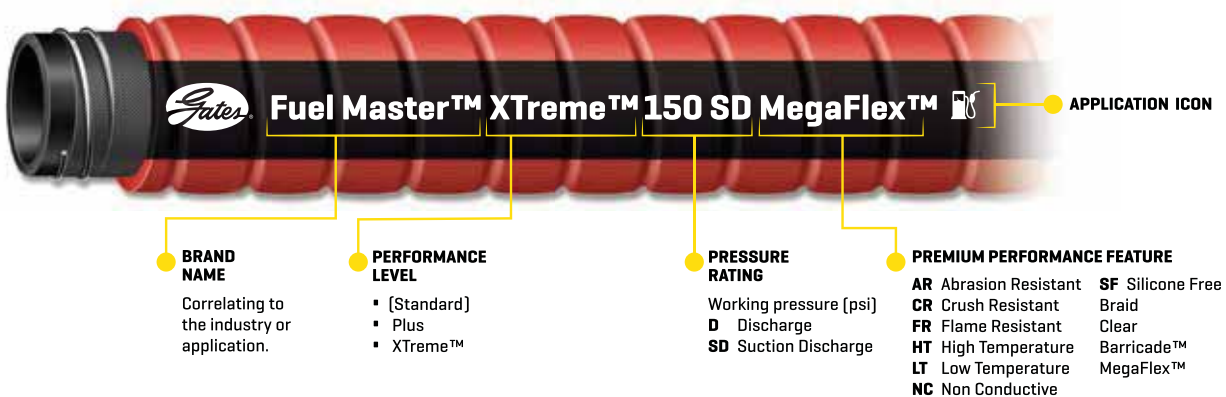 Gates®
Fuel Master™ XTreme™ 150 SD MegaFlex™
APPLICATION ICON
BRAND
NAME
Correlating to
the industry or
application.
PERFORMANCE
LEVEL
▪ (Standard)
▪ Plus
▪ XTreme™
PRESSURE
RATING
Working pressure (psi)
D Discharge
SD Suction Discharge
PREMIUM PERFORMANCE FEATURE
AR Abrasion Resistant
CR Crush Resistant
FR Flame Resistant
HT High Temperature
LT Low Temperature
NC Non Conductive
SF Silicone Free
Braid
Clear
Barricade™
MegaFlex™